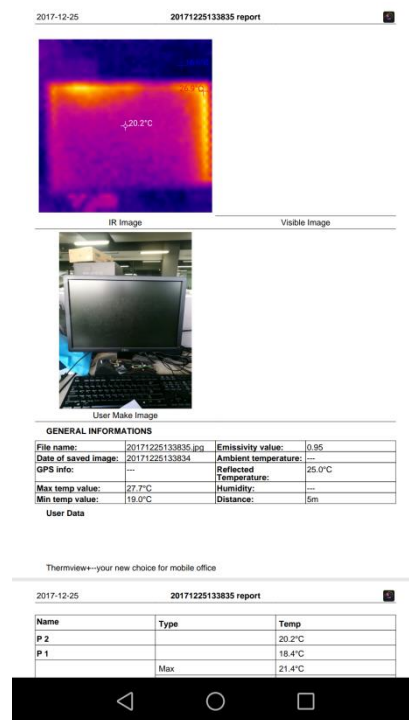 2017-12-25 20171225133835 report
20.2°C
IR Image Visible Image
User Make Image
GENERAL INFORMATIONS
File name: 20171225133835.jpg Emissivity value: 0.95
Date of saved image: 20171225133834 Ambient temperature: ---
GPS info: --- Reflected Temperature: 25.0°C
Max temp value: 27.7°C Humidity: ---
Min temp value: 19.0°C Distance: 5m
User Data
Thermview+--your new choice for mobile office
2017-12-25 20171225133835 report
Name Type Temp
P 2 20.2°C
P 1 18.4°C
Max 21.4°C